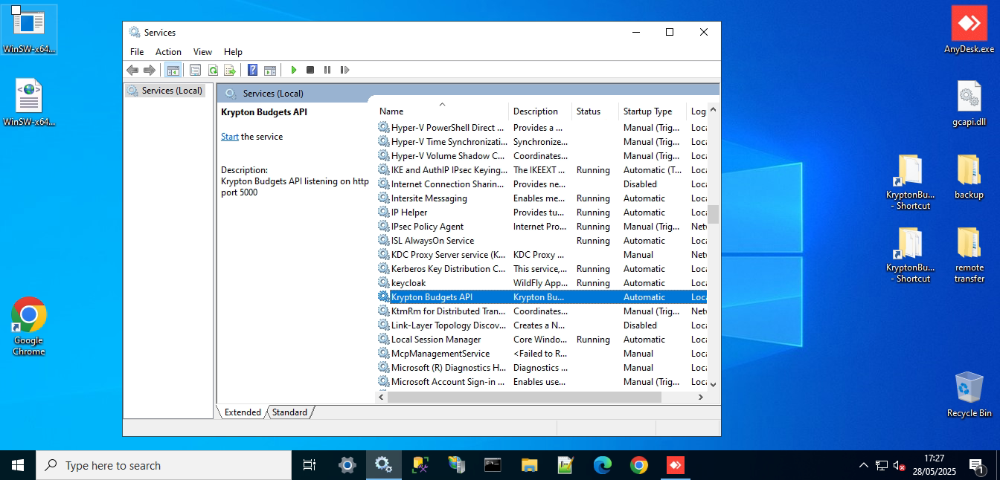 WinSW-x64...
WinSW-x64...
Google
Chrome
Services
File Action View Help
Services (Local)
Services (Local)
Krypton Budgets API
Start the service
Description:
Krypton Budgets API listening on http
port 5000
Name Description Status Startup Type Log
Hyper-V PowerShell Direct ... Provides a ... Manual (Trig... Loca
Hyper-V Time Synchronizati... Synchronize... Manual (Trig... Loca
Hyper-V Volume Shadow C... Coordinates... Manual (Trig... Loca
IKE and AuthIP IPsec Keying... The IKEEXT ... Running Automatic (T... Loca
Internet Connection Sharin... Provides ne... Disabled Loca
Intersite Messaging Enables me... Running Automatic Loca
IP Helper Provides tu... Running Automatic Loca
IPsec Policy Agent Internet Pro... Running Manual (Trig... Netw
ISL AlwaysOn Service Running Automatic Loca
KDC Proxy Server service (K... KDC Proxy ... Manual Netw
Kerberos Key Distribution C... This service,... Running Automatic Loca
keycloak WildFly App... Running Automatic Loca
Krypton Budgets API Krypton Bu... Automatic Loca
KtmRm for Distributed Tran... Coordinates... Manual (Trig... Netw
Link-Layer Topology Discov... Creates a N... Disabled Loca
Local Session Manager Core Windo... Running Automatic Loca
McpManagementService <Failed to R... Manual Loca
Microsoft (R) Diagnostics H... Diagnostics ... Manual Loca
Microsoft Account Sign-in ... Enables use... Manual (Trig... Loca
Extended Standard
AnyDesk.exe
gcapi.dll
KryptonBu...
- Shortcut
backup
KryptonBu...
- Shortcut
remote
transfer
Recycle Bin
Type here to search
17:27
28/05/2025
1